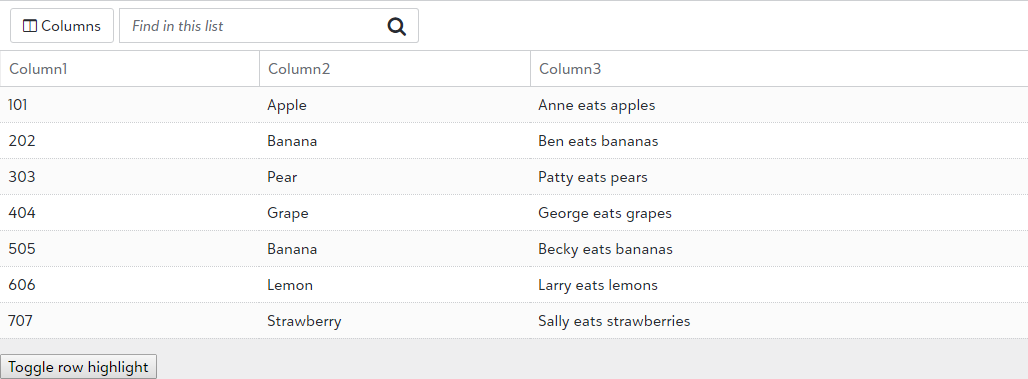 Columns Find in this list
Column1 Column2 Column3
101 Apple Anne eats apples
202 Banana Ben eats bananas
303 Pear Patty eats pears
404 Grape George eats grapes
505 Banana Becky eats bananas
606 Lemon Larry eats lemons
707 Strawberry Sally eats strawberries
Toggle row highlight